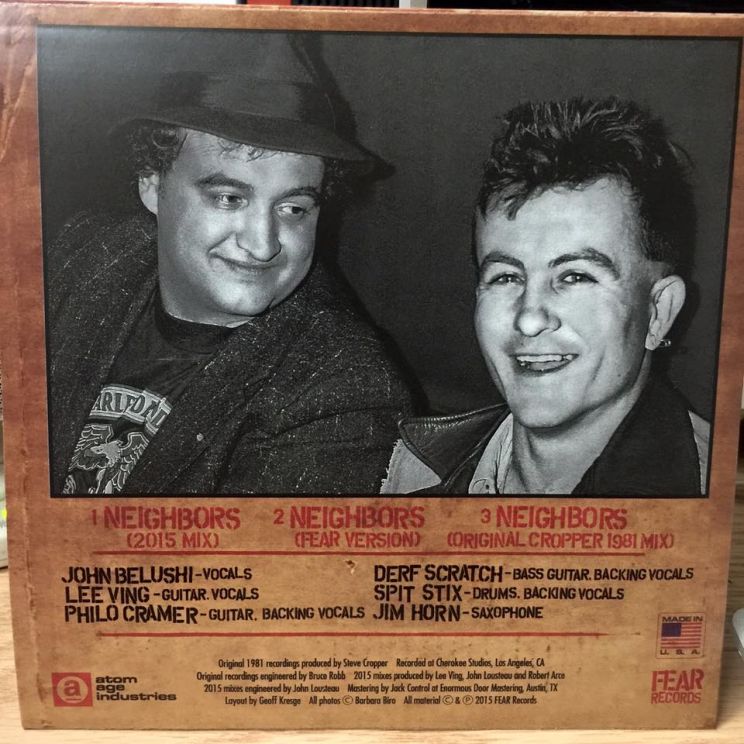 HARLEY-DA
1 NEIGHBORS 2 NEIGHBORS 3 NEIGHBORS
(2015 MIX) (FEAR VERSION) (ORIGINAL CROPPER 1981 MIX)
JOHN BELUSHI-VOCALS DERF SCRATCH-BASS GUITAR. BACKING VOCALS
LEE VING-GUITAR. VOCALS SPIT STIX-DRUMS. BACKING VOCALS
PHILO CRAMER-GUITAR. BACKING VOCALS JIM HORN-SAXOPHONE
MADE IN
U.S.A.
a atom
age
industries
Original 1981 recordings produced by Steve Cropper Recorded at Cherokee Studios, Los Angeles, CA
Original recordings engineered by Bruce Robb 2015 mixes produced by Lee Ving, John Lousteau and Robert Arce
2015 mixes engineered by John Lousteau Mastering by Jack Control at Enormous Door Mastering, Austin, TX
Layout by Geoff Kresge All photos © Barbara Biro All material © & ℗ 2015 FEAR Records
FEAR
RECORDS